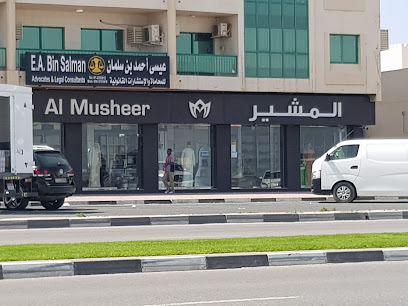 E.A. Bin Salman
Advocates & Legal Consultants
عيسى أحمد بن سلمان
للمحاماة والإستشارات القانونية
Al Musheer
المشير